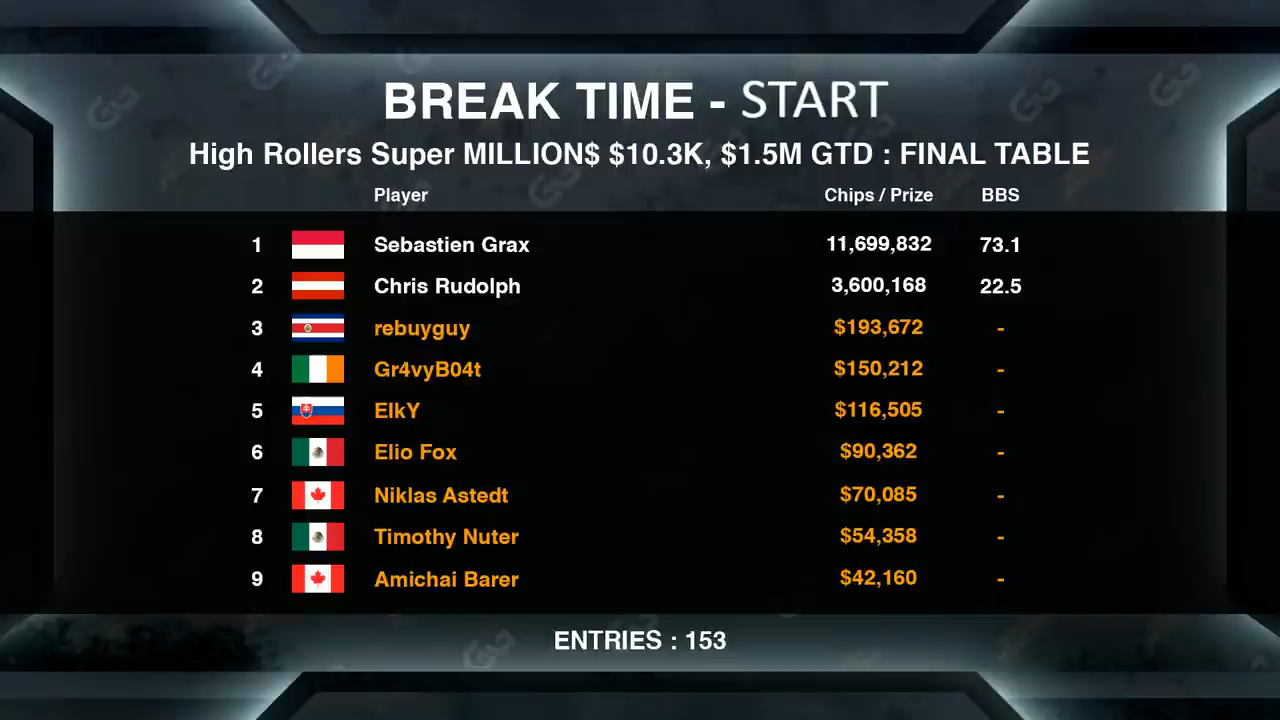 BREAK TIME - START
High Rollers Super MILLION$ $10.3K, $1.5M GTD : FINAL TABLE
Player Chips / Prize BBS
1 Sebastien Grax 11,699,832 73.1
2 Chris Rudolph 3,600,168 22.5
3 rebuyguy $193,672 -
4 Gr4vyB04t $150,212 -
5 ElkY $116,505 -
6 Elio Fox $90,362 -
7 Niklas Astedt $70,085 -
8 Timothy Nuter $54,358 -
9 Amichai Barer $42,160 -
ENTRIES : 153